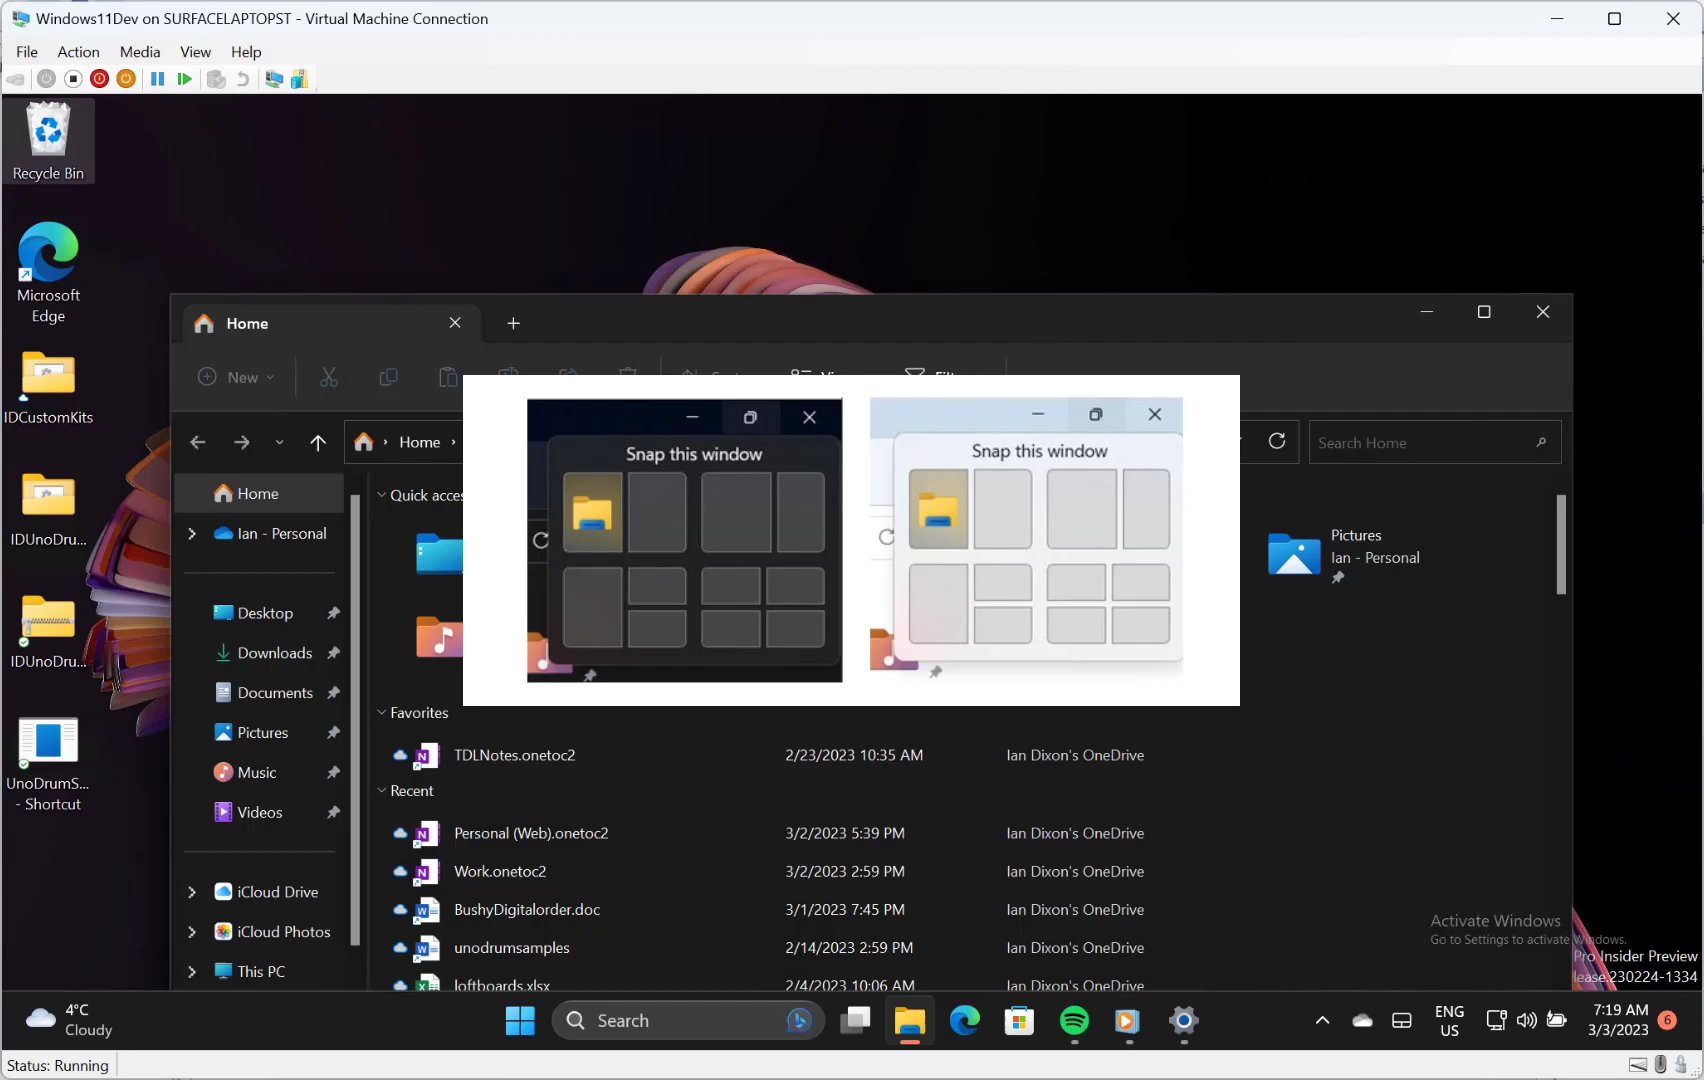 Windows11Dev on SURFACELAPTOPST - Virtual Machine Connection
File Action Media View Help
Recycle Bin
Microsoft
Edge
IDCustomKits
IDUnoDru...
IDUnoDru...
UnoDrumS...
- Shortcut
Home
New
Home
Search Home
Snap this window
Snap this window
Home
Ian - Personal
Desktop
Downloads
Documents
Pictures
Music
Videos
iCloud Drive
iCloud Photos
This PC
Quick acces
Pictures
Ian - Personal
Favorites
TDLNotes.onetoc2 2/23/2023 10:35 AM Ian Dixon's OneDrive
Recent
Personal (Web).onetoc2 3/2/2023 5:39 PM Ian Dixon's OneDrive
Work.onetoc2 3/2/2023 2:59 PM Ian Dixon's OneDrive
BushyDigitalorder.doc 3/1/2023 7:45 PM Ian Dixon's OneDrive
unodrumsamples 2/14/2023 2:59 PM Ian Dixon's OneDrive
loftboards.xlsx 2/4/2023 10:06 AM Ian Dixon's OneDrive
Activate Windows
Go to Settings to activate Windows.
Pro Insider Preview
lease.230224-1334
4°C
Cloudy
Search
ENG
US
7:19 AM
3/3/2023
6
Status: Running